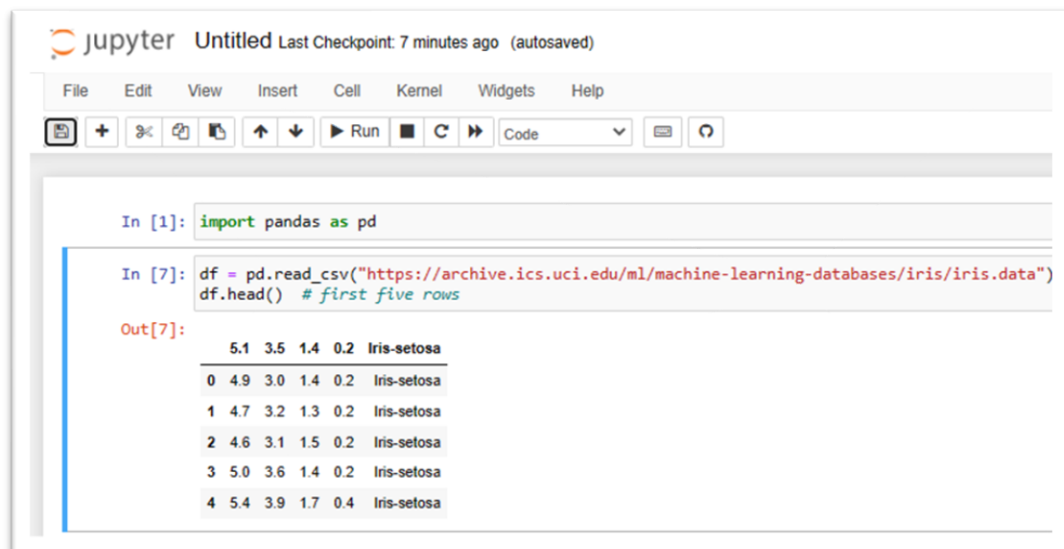 jupyter Untitled Last Checkpoint: 7 minutes ago (autosaved)
File Edit View Insert Cell Kernel Widgets Help
Run Code
In [1]: import pandas as pd
In [7]: df = pd.read_csv("https://archive.ics.uci.edu/ml/machine-learning-databases/iris/iris.data")
df.head() # first five rows
Out[7]:
5.1 3.5 1.4 0.2 Iris-setosa
0 4.9 3.0 1.4 0.2 Iris-setosa
1 4.7 3.2 1.3 0.2 Iris-setosa
2 4.6 3.1 1.5 0.2 Iris-setosa
3 5.0 3.6 1.4 0.2 Iris-setosa
4 5.4 3.9 1.7 0.4 Iris-setosa